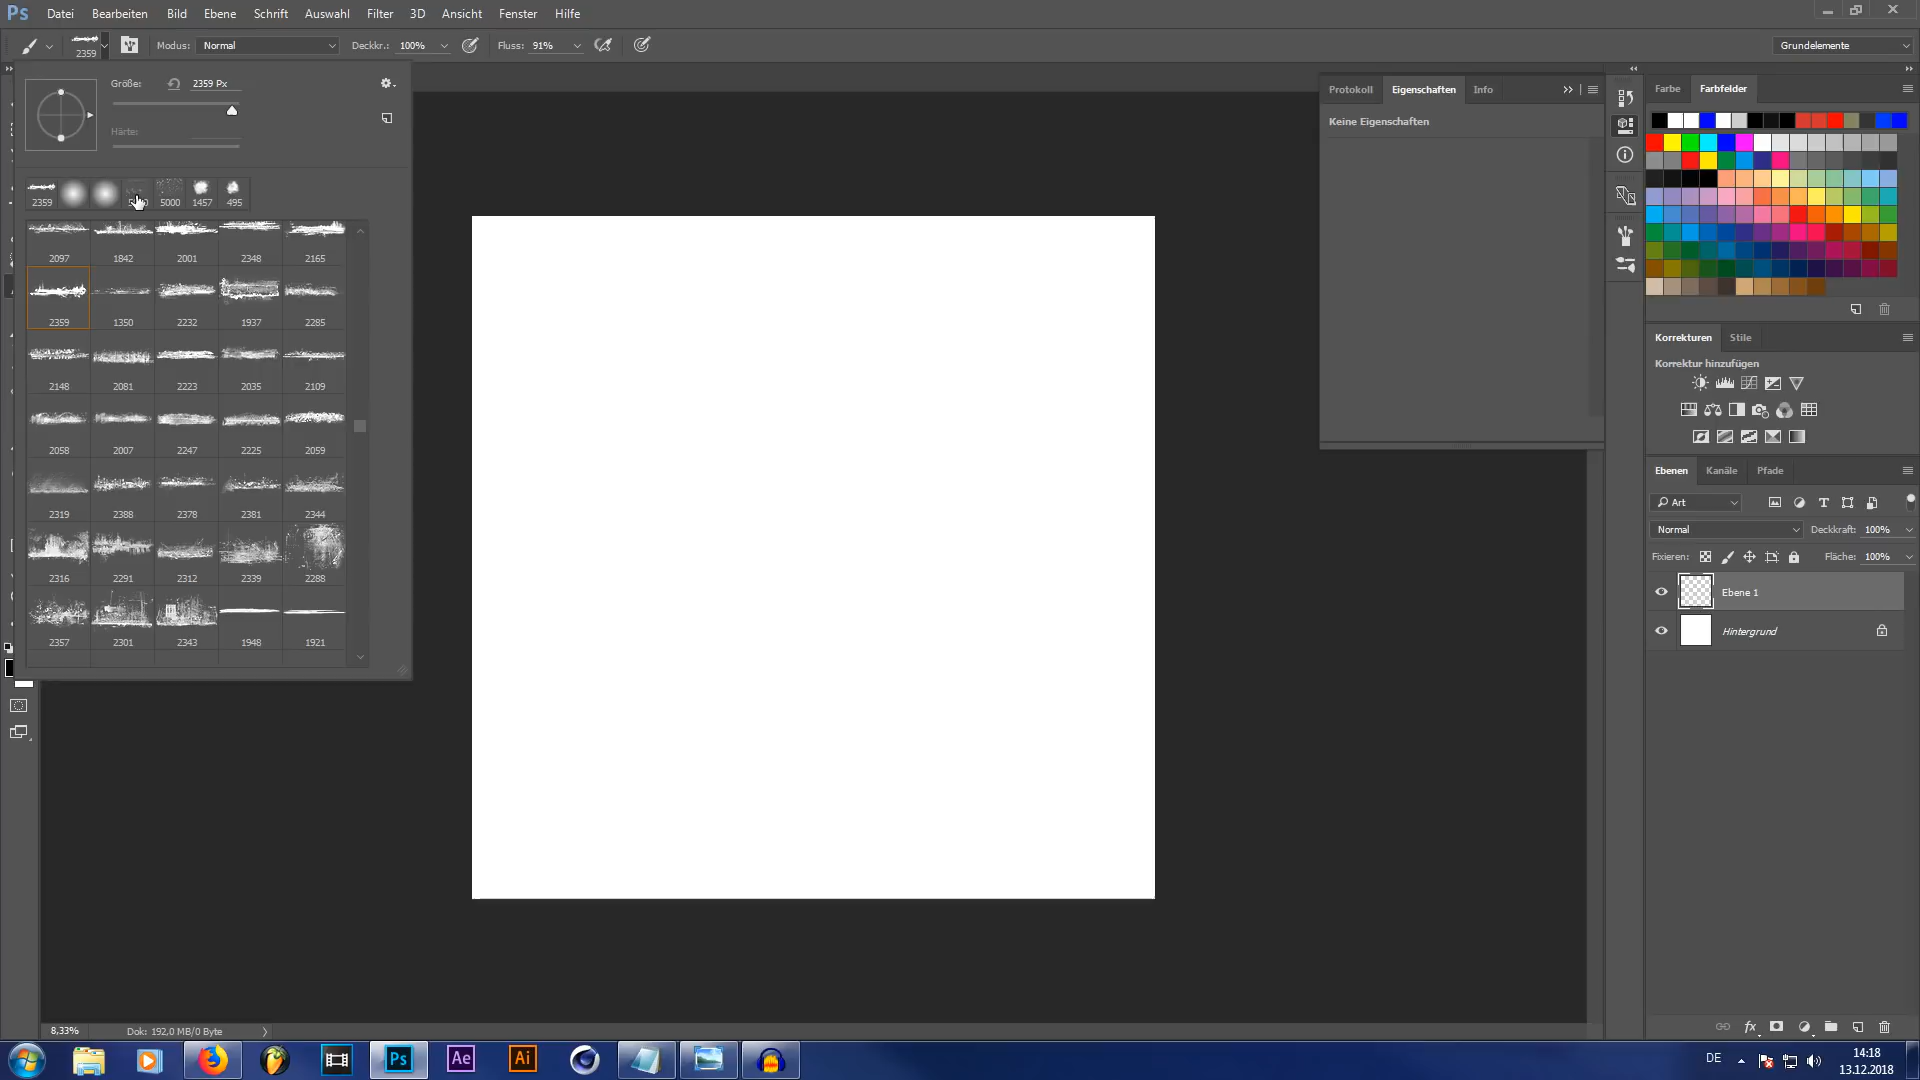 Ps Datei Bearbeiten Bild Ebene Schrift Auswahl Filter 3D Ansicht Fenster Hilfe
2359 Modus: Normal Deckkr.: 100% Fluss: 91% Grundelemente
Größe: 2359 Px
Härte:
2359 5000 1457 495
2097 1842 2001 2348 2165
2359 1350 2232 1937 2285
2148 2081 2223 2035 2109
2058 2007 2247 2225 2059
2319 2388 2378 2381 2344
2316 2291 2312 2339 2288
2357 2301 2343 1948 1921
Protokoll Eigenschaften Info
Keine Eigenschaften
Farbe Farbfelder
Korrekturen Stile
Korrektur hinzufügen
Ebenen Kanäle Pfade
Art
Normal Deckkraft: 100%
Fixieren: Fläche: 100%
Ebene 1
Hintergrund
fx
8,33% Dok: 192,0 MB/0 Byte
Ps Ae Ai DE 14:18
13.12.2018